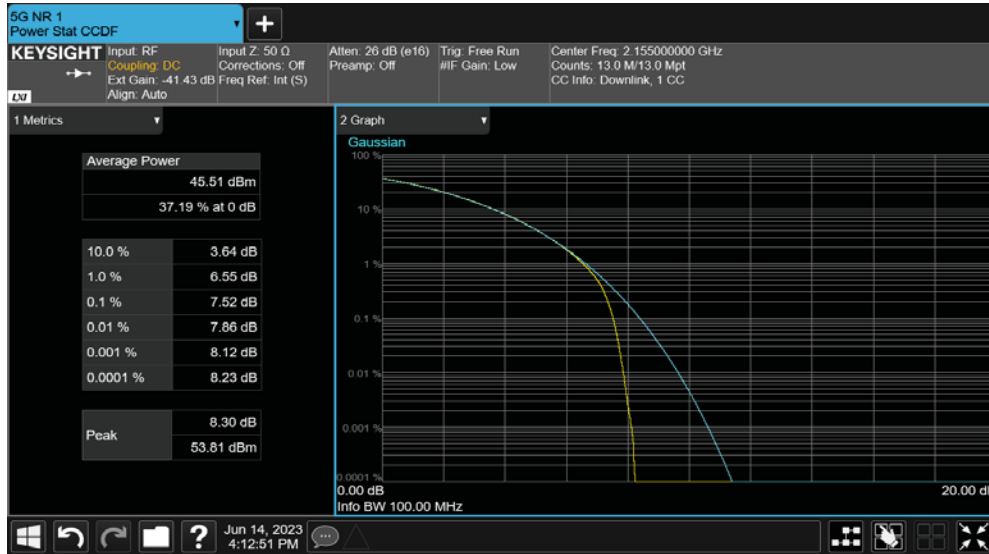 5G NR 1
Power Stat CCDF
KEYSIGHT
LXI
Input: RF
Coupling: DC
Ext Gain: -41.43 dB
Align: Auto
Input Z: 50 Ω
Corrections: Off
Freq Ref: Int (S)
Atten: 26 dB (e16)
Preamp: Off
Trig: Free Run
#IF Gain: Low
Center Freq: 2.155000000 GHz
Counts: 13.0 M/13.0 Mpt
CC Info: Downlink, 1 CC
1 Metrics
Average Power
45.51 dBm
37.19 % at 0 dB
10.0 % 3.64 dB
1.0 % 6.55 dB
0.1 % 7.52 dB
0.01 % 7.86 dB
0.001 % 8.12 dB
0.0001 % 8.23 dB
Peak
8.30 dB
53.81 dBm
2 Graph
Gaussian
100 %
10 %
1 %
0.1 %
0.01 %
0.001 %
0.0001 %
0.00 dB
20.00 d
Info BW 100.00 MHz
?
Jun 14, 2023
4:12:51 PM